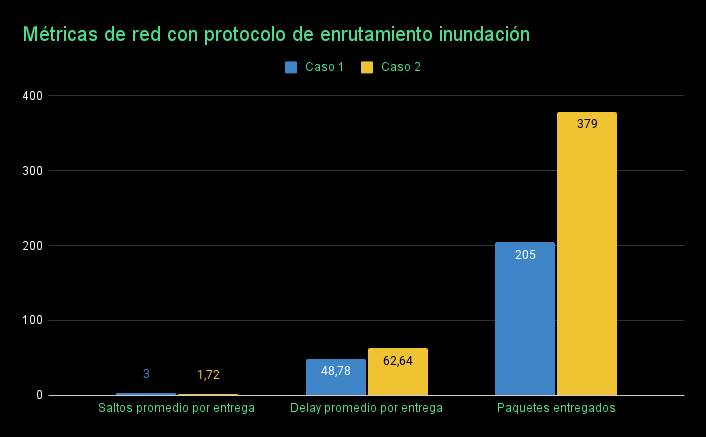 Métricas de red con protocolo de enrutamiento inundación
Caso 1 Caso 2
400
300
200
100
0
3 1,72
48,78 62,64
205 379
Saltos promedio por entrega Delay promedio por entrega Paquetes entregados